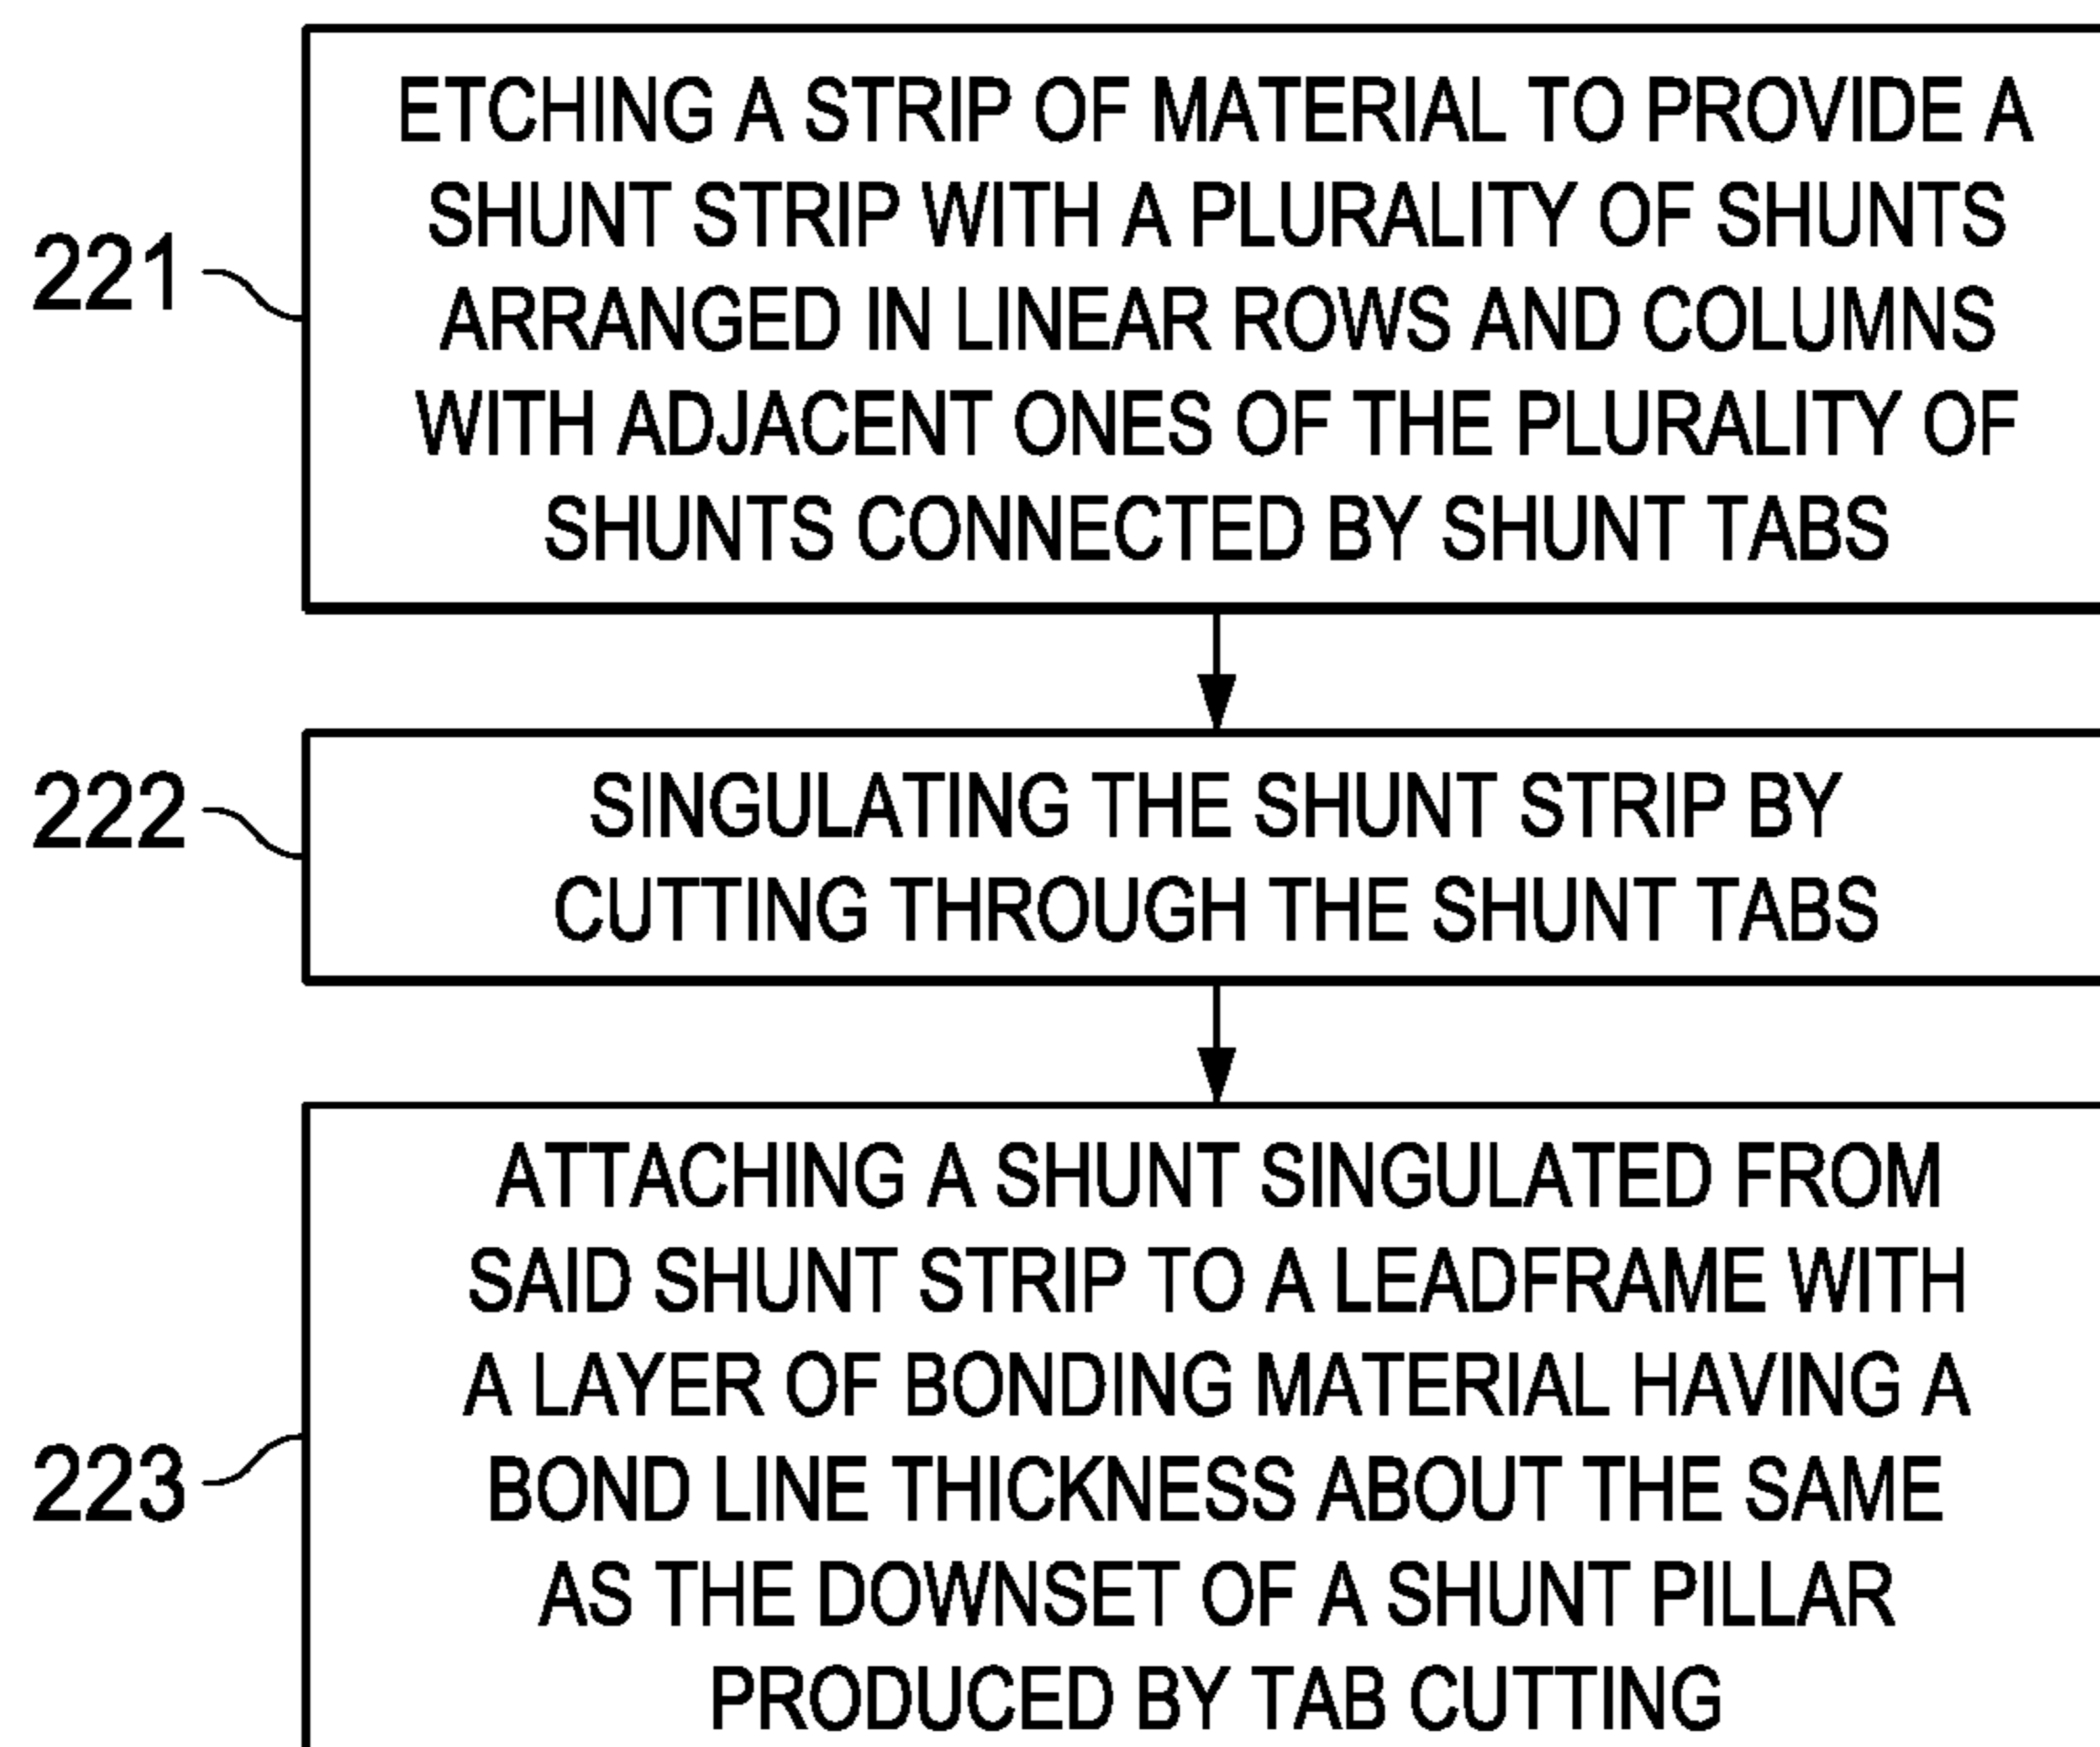 ETCHING A STRIP OF MATERIAL TO PROVIDE A
SHUNT STRIP WITH A PLURALITY OF SHUNTS
221
ARRANGED IN LINEAR ROWS AND COLUMNS
WITH ADJACENT ONES OF THE PLURALITY OF
SHUNTS CONNECTED BY SHUNT TABS
222
SINGULATING THE SHUNT STRIP BY
CUTTING THROUGH THE SHUNT TABS
ATTACHING A SHUNT SINGULATED FROM
SAID SHUNT STRIP TO A LEADFRAME WITH
A LAYER OF BONDING MATERIAL HAVING A
223
BOND LINE THICKNESS ABOUT THE SAME
AS THE DOWNSET OF A SHUNT PILLAR
PRODUCED BY TAB CUTTING